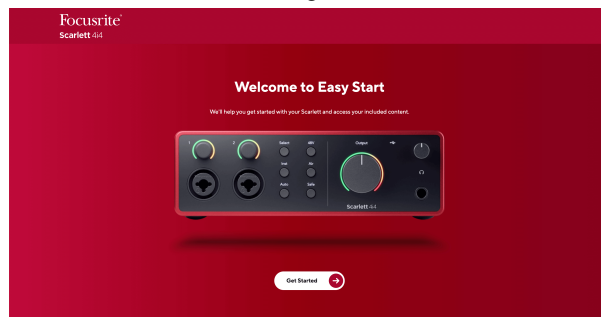 Focusrite®
Scarlett 4i4
Welcome to Easy Start
We'll help you get started with your Scarlett and access your included content.
1 2 Select 48V Output
Inst Air
Auto Safe
Scarlett 4i4
Get Started